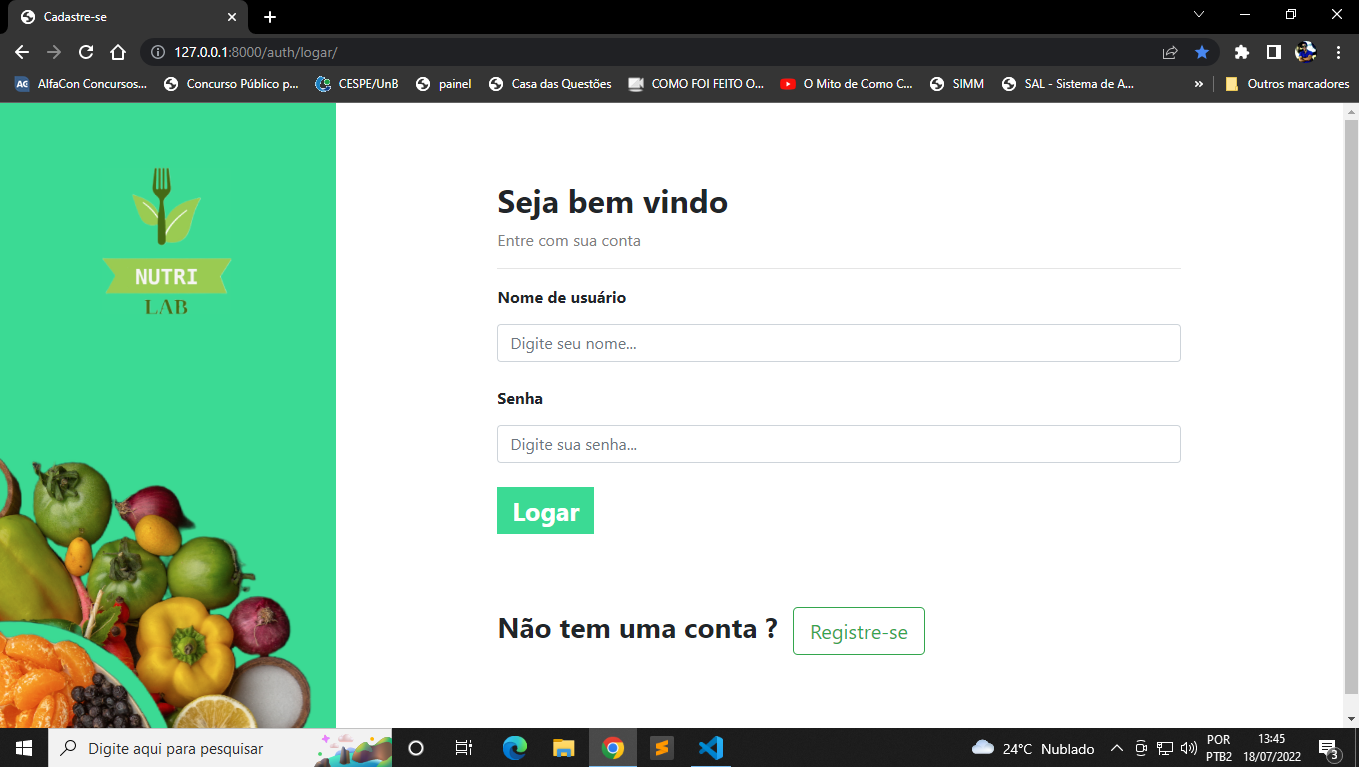 Cadastre-se
127.0.0.1:8000/auth/logar/
AG AlfaCon Concursos... Concurso Público p... CESPE/UnB painel Casa das Questões COMO FOI FEITO O... O Mito de Como C... SIMM SAL - Sistema de A... » Outros marcadores
NUTRI
LAB
Seja bem vindo
Entre com sua conta
Nome de usuário
Digite seu nome...
Senha
Digite sua senha...
Logar
Não tem uma conta ? Registre-se
Digite aqui para pesquisar
24°C Nublado
POR
PTB2
13:45
18/07/2022
3